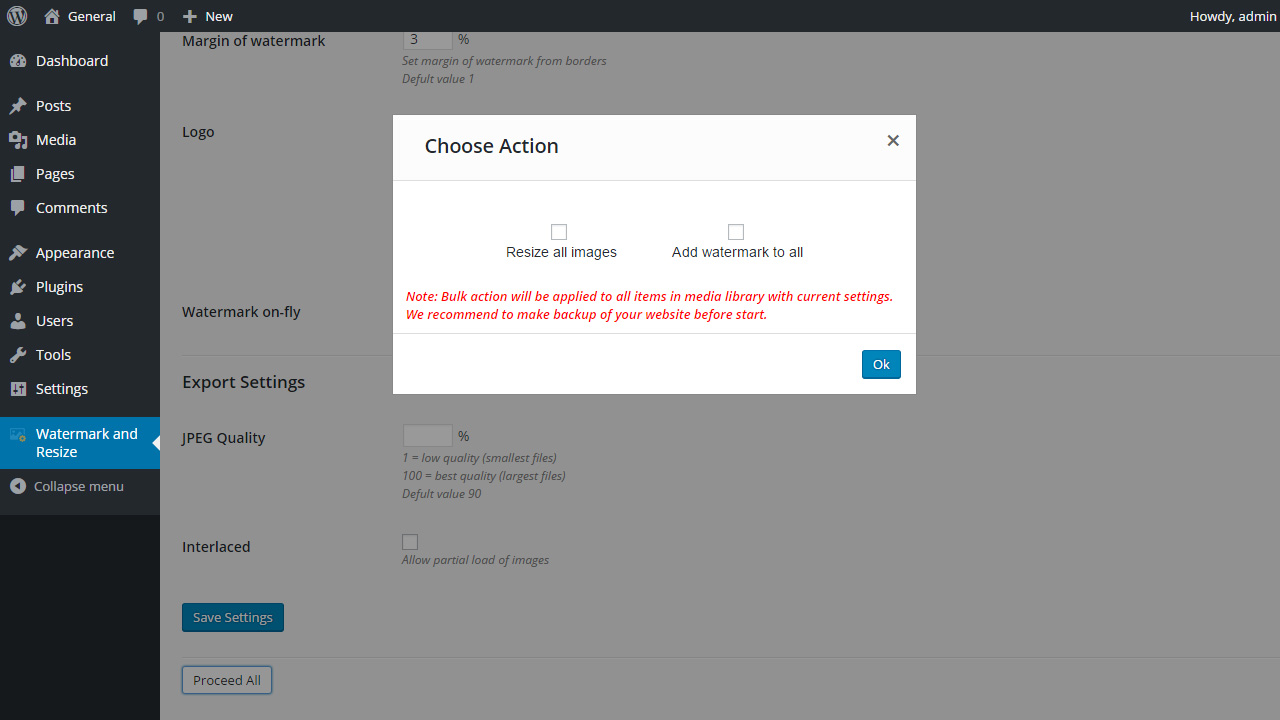 General
0
New
Howdy, admin
Dashboard
Posts
Media
Pages
Comments
Appearance
Plugins
Users
Tools
Settings
Watermark and
Resize
Collapse menu
Margin of watermark
3 %
Set margin of watermark from borders
Defult value 1
Logo
Watermark on-fly
Choose Action
×
Resize all images
Add watermark to all
Note: Bulk action will be applied to all items in media library with current settings.
We recommend to make backup of your website before start.
Ok
Export Settings
JPEG Quality
%
1 = low quality (smallest files)
100 = best quality (largest files)
Defult value 90
Interlaced
Allow partial load of images
Save Settings
Proceed All